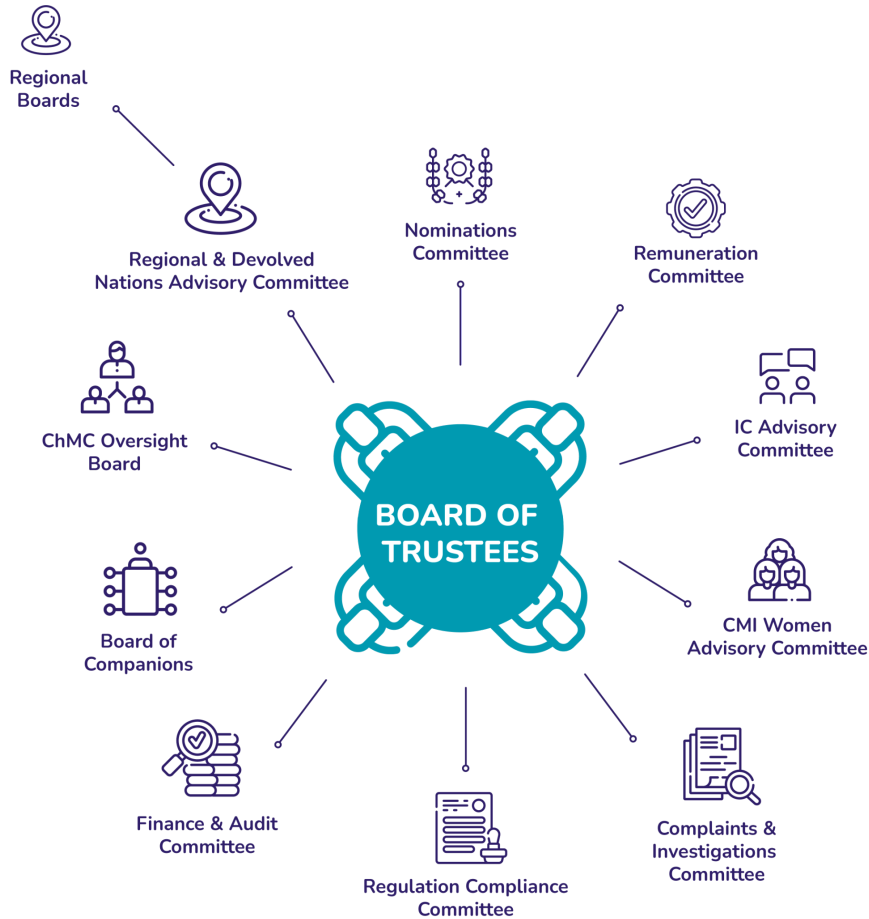 Regional
Boards
Regional & Devolved
Nations Advisory Committee
Nominations
Committee
Remuneration
Committee
ChMC Oversight
Board
IC Advisory
Committee
BOARD OF
TRUSTEES
Board of
Companions
CMI Women
Advisory Committee
Finance & Audit
Committee
Regulation Compliance
Committee
Complaints &
Investigations
Committee